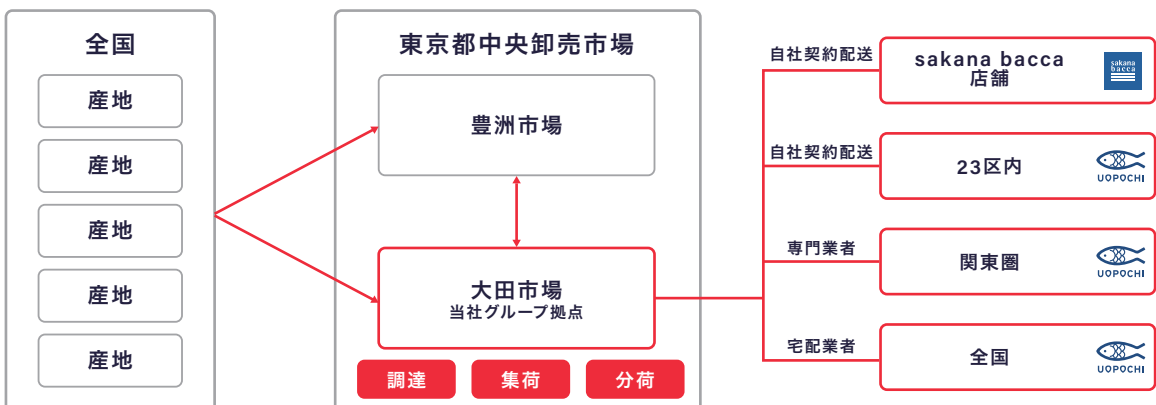 全国
産地
産地
産地
産地
産地
東京都中央卸売市場
豊洲市場
大田市場
当社グループ拠点
調達
集荷
分荷
自社契約配送
sakana bacca
店舗
sakana
bacca
自社契約配送
23区内
UOPOCHI
専門業者
関東圏
UOPOCHI
宅配業者
全国
UOPOCHI